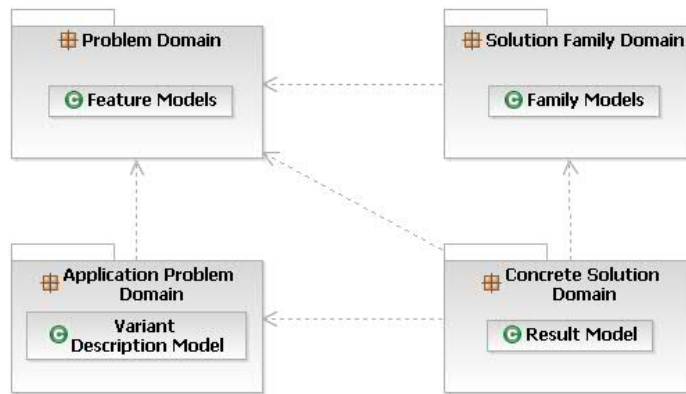 Problem Domain
Feature Models
Solution Family Domain
Family Models
Application Problem
Domain
Variant
Description Model
Concrete Solution
Domain
Result Model